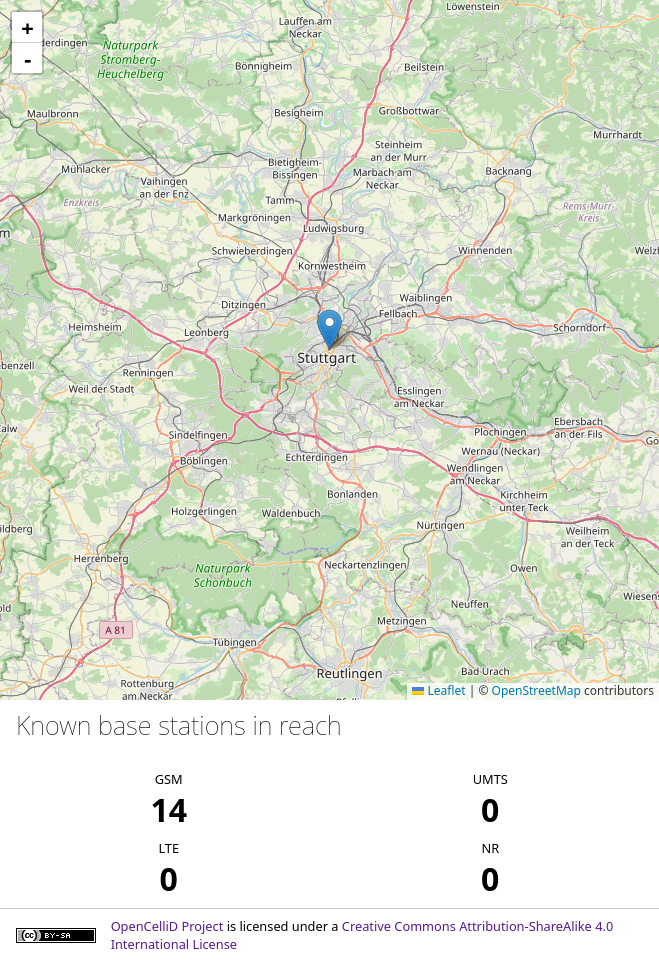 +
-
Löwenstein
Lauffen am
Neckar
derdingen
Naturpark
Stromberg-
Heuchelberg
Bönnigheim
Beilstein
Maulbronn
Besigheim
Großbottwar
Murrhardt
Steinheim
an der Murr
Mühlacker
Bietigheim-
Bissingen
Marbach am
Neckar
Backnang
Vaihingen
an der Enz
Enzkreis
Tamm
Rems-Murr-
Kreis
Markgröningen
Ludwigsburg
m
Schwieberdingen
Winnenden
Welzh
Kornwestheim
Ditzingen
Waiblingen
Fellbach
Heimsheim
Leonberg
Schorndorf
Stuttgart
benzell
Renningen
Weil der Stadt
Esslingen
am Neckar
Ebersbach
an der Fils
alw
Sindelfingen
Plochingen
Gö
Wernau (Neckar)
Böblingen
Echterdingen
Wendlingen
am Neckar
Bonlanden
Kirchheim
unter Teck
Holzgerlingen
Waldenbuch
ildberg
Nürtingen
Weilheim
an der Teck
Herrenberg
Naturpark
Schönbuch
Neckartenzlingen
Owen
old
Neuffen
Wiesens
A 81
Metzingen
Tübingen
Reutlingen
Bad Urach
Rottenburg
am Neckar
Leaflet | © OpenStreetMap contributors
Known base stations in reach
GSM
14
UMTS
0
LTE
0
NR
0
(cc) BY-SA
OpenCelliD Project is licensed under a Creative Commons Attribution-ShareAlike 4.0
International License